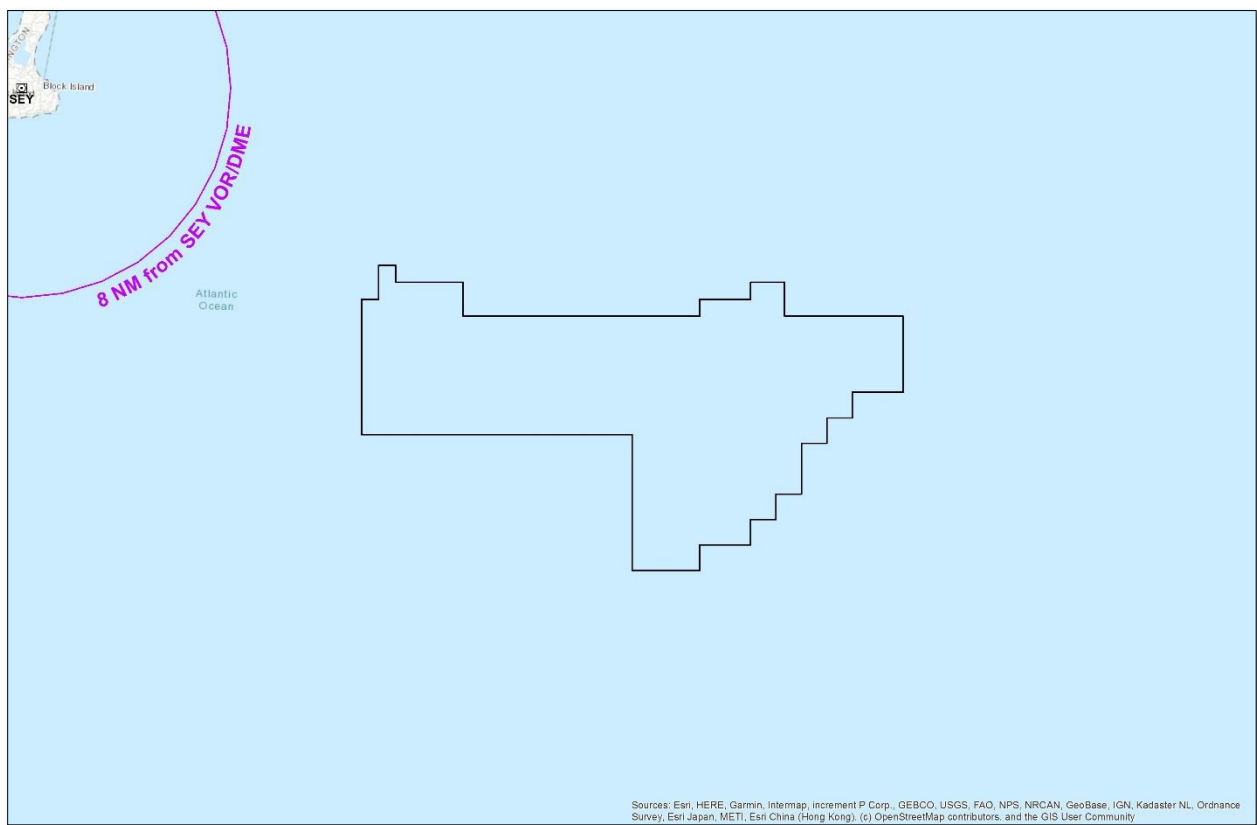 INGTON
Block Island
SEY
8 NM from SEY VOR/DME
Atlantic
Ocean
Sources: Esri, HERE, Garmin, Intermap, increment P Corp., GEBCO, USGS, FAO, NPS, NRCAN, GeoBase, IGN, Kadaster NL, Ordnance
Survey, Esri Japan, METI, Esri China (Hong Kong), (c) OpenStreetMap contributors, and the GIS User Community